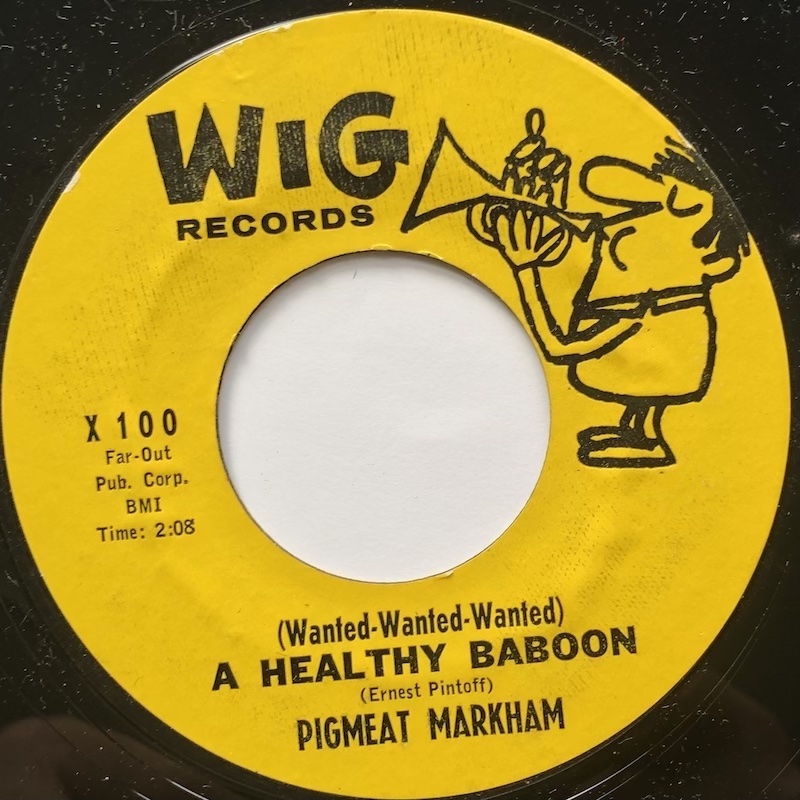 WIG
RECORDS
X 100
Far-Out
Pub. Corp.
BMI
Time: 2:08
(Wanted-Wanted-Wanted)
A HEALTHY BABOON
(Ernest Pintoff)
PIGMEAT MARKHAM